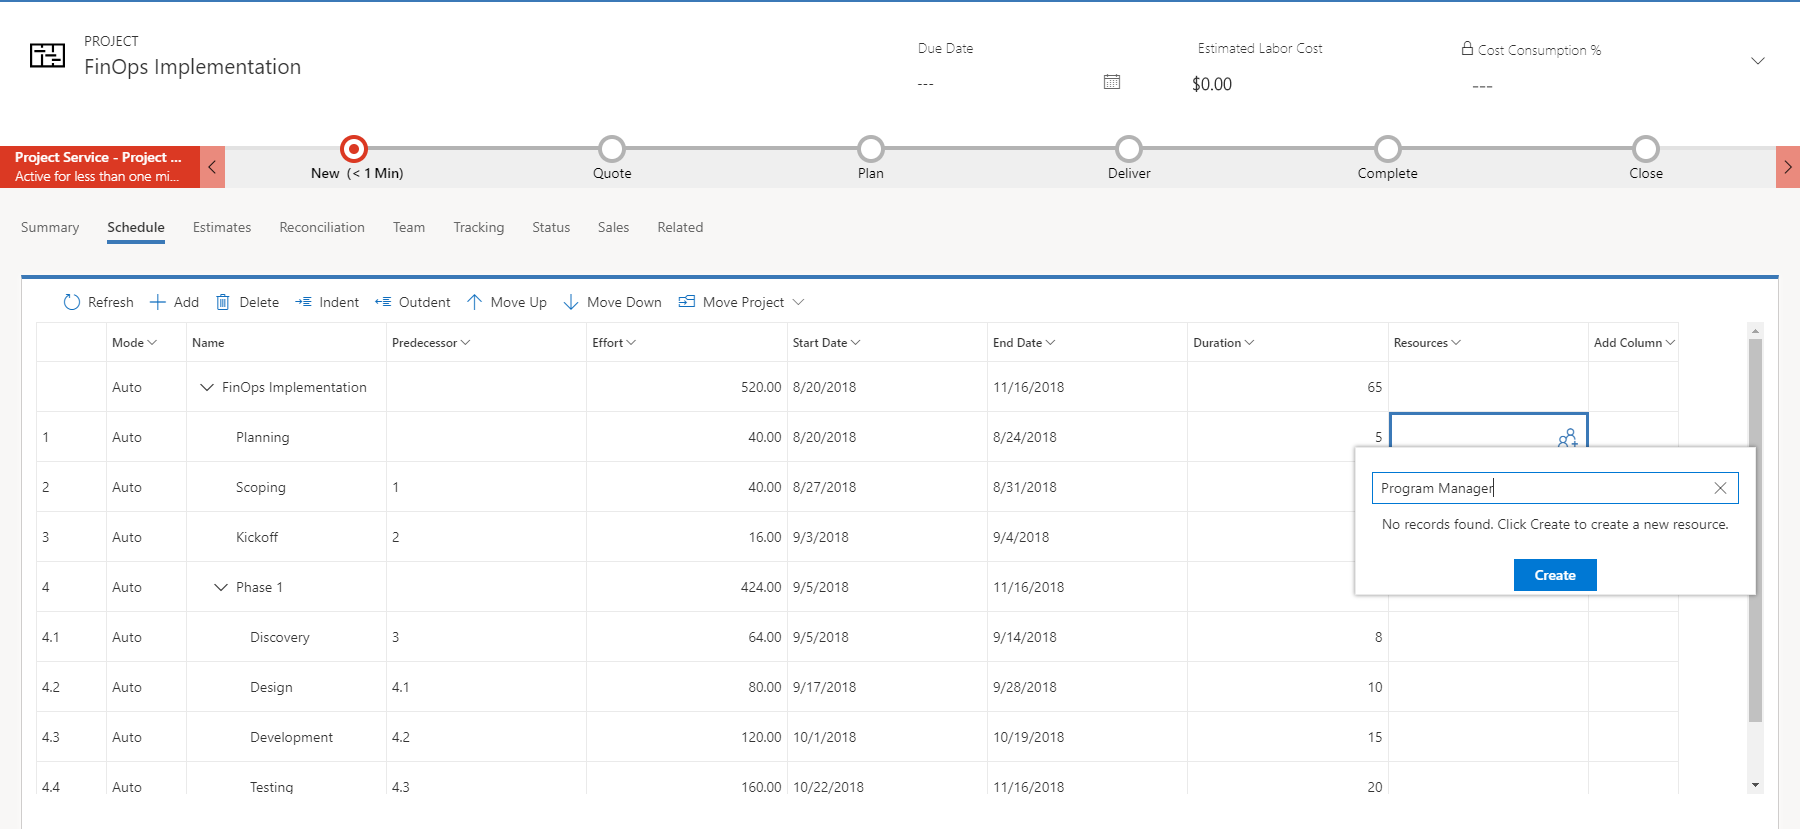 PROJECT
FinOps Implementation
Due Date
---
Estimated Labor Cost
$0.00
Cost Consumption %
---
Project Service - Project ...
Active for less than one mi...
New (< 1 Min)
Quote
Plan
Deliver
Complete
Close
Summary Schedule Estimates Reconciliation Team Tracking Status Sales Related
Refresh Add Delete Indent Outdent Move Up Move Down Move Project
Mode Name Predecessor Effort Start Date End Date Duration Resources Add Column
Auto FinOps Implementation 520.00 8/20/2018 11/16/2018 65
1 Auto Planning 40.00 8/20/2018 8/24/2018 5
2 Auto Scoping 1 40.00 8/27/2018 8/31/2018
Program Manager
No records found. Click Create to create a new resource.
Create
3 Auto Kickoff 2 16.00 9/3/2018 9/4/2018
4 Auto Phase 1 424.00 9/5/2018 11/16/2018
4.1 Auto Discovery 3 64.00 9/5/2018 9/14/2018 8
4.2 Auto Design 4.1 80.00 9/17/2018 9/28/2018 10
4.3 Auto Development 4.2 120.00 10/1/2018 10/19/2018 15
4.4 Auto Testing 4.3 160.00 10/22/2018 11/16/2018 20